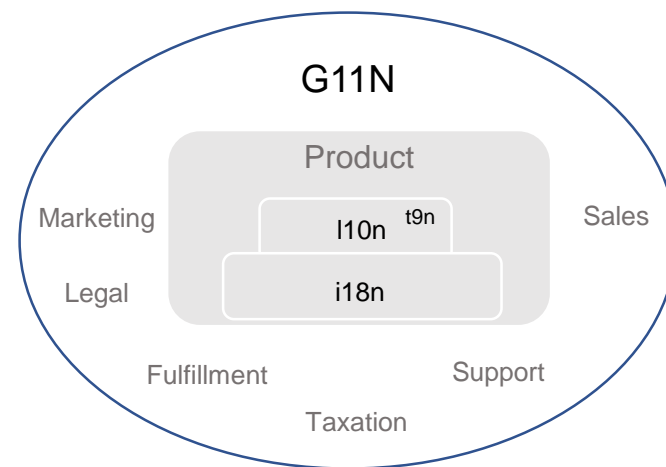 G11N
Product
Marketing
Sales
l10n t9n
Legal
i18n
Fulfillment
Support
Taxation